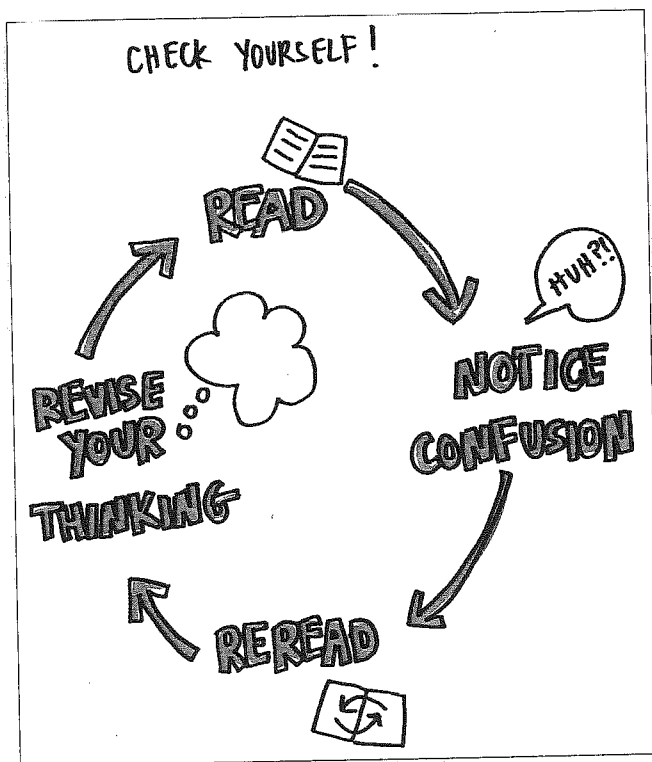 CHECK YOURSELF!
READ
HUH?!
NOTICE
CONFUSION
REREAD
REVISE
YOUR
THINKING